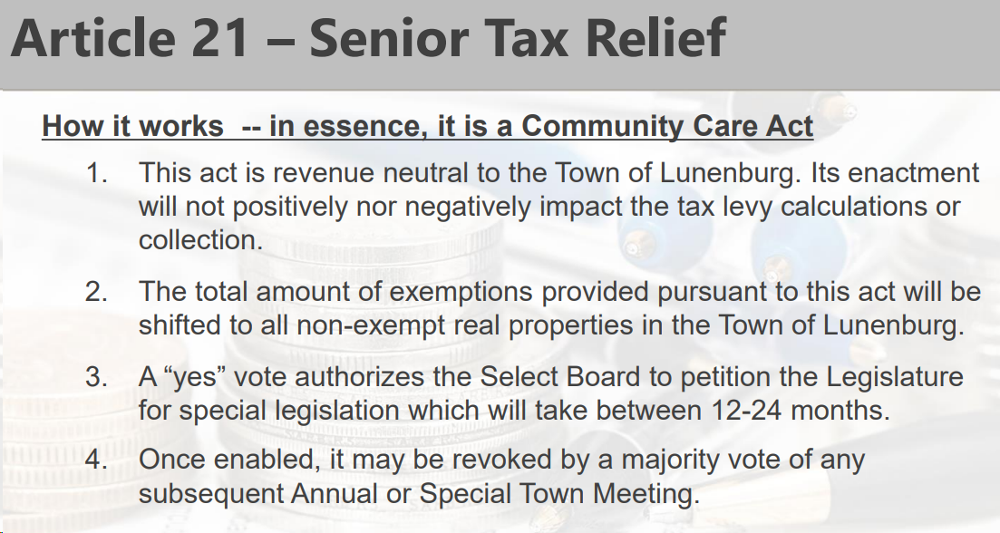 Article 21 – Senior Tax Relief
How it works -- in essence, it is a Community Care Act
1. This act is revenue neutral to the Town of Lunenburg. Its enactment
will not positively nor negatively impact the tax levy calculations or
collection.
2. The total amount of exemptions provided pursuant to this act will be
shifted to all non-exempt real properties in the Town of Lunenburg.
3. A “yes” vote authorizes the Select Board to petition the Legislature
for special legislation which will take between 12-24 months.
4. Once enabled, it may be revoked by a majority vote of any
subsequent Annual or Special Town Meeting.